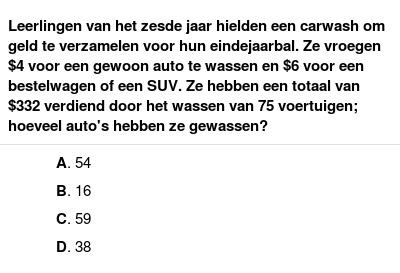 Leerlingen van het zesde jaar hielden een carwash om
geld te verzamelen voor hun eindejaarbal. Ze vroegen
$4 voor een gewoon auto te wassen en $6 voor een
bestelwagen of een SUV. Ze hebben een totaal van
$332 verdiend door het wassen van 75 voertuigen;
hoeveel auto's hebben ze gewassen?
A. 54
B. 16
C. 59
D. 38